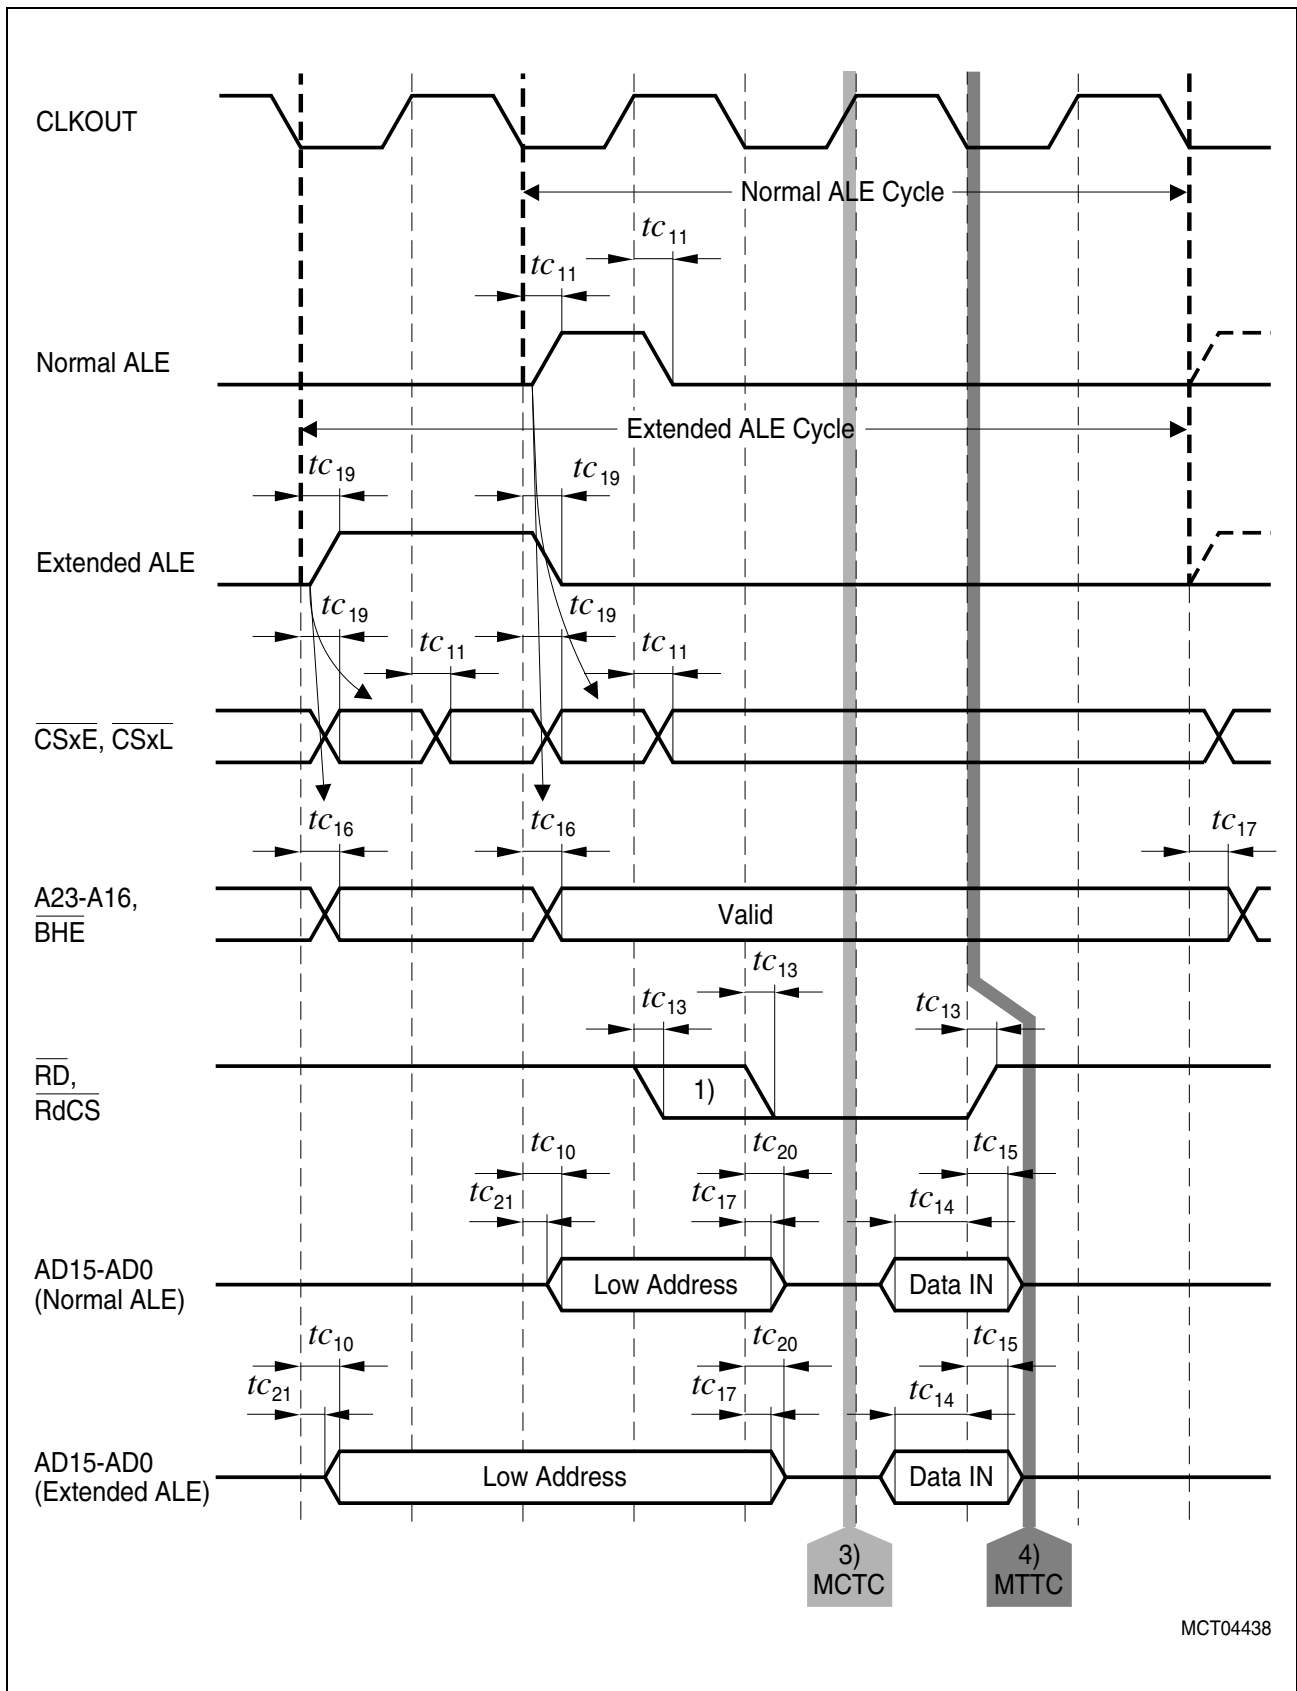 CLKOUT
Normal ALE Cycle
tc11
tc11
Normal ALE
Extended ALE Cycle
tc19
tc19
Extended ALE
tc19
tc19
tc11
tc11
CSxE, CSxL
tc16
tc16
tc17
A23-A16,
BHE
Valid
tc13
tc13
tc13
RD,
RdCS
1)
tc10
tc20
tc15
tc21
tc17
tc14
AD15-AD0
(Normal ALE)
Low Address
Data IN
tc10
tc20
tc15
tc21
tc17
tc14
AD15-AD0
(Extended ALE)
Low Address
Data IN
3)
MCTC
4)
MTTC
MCT04438